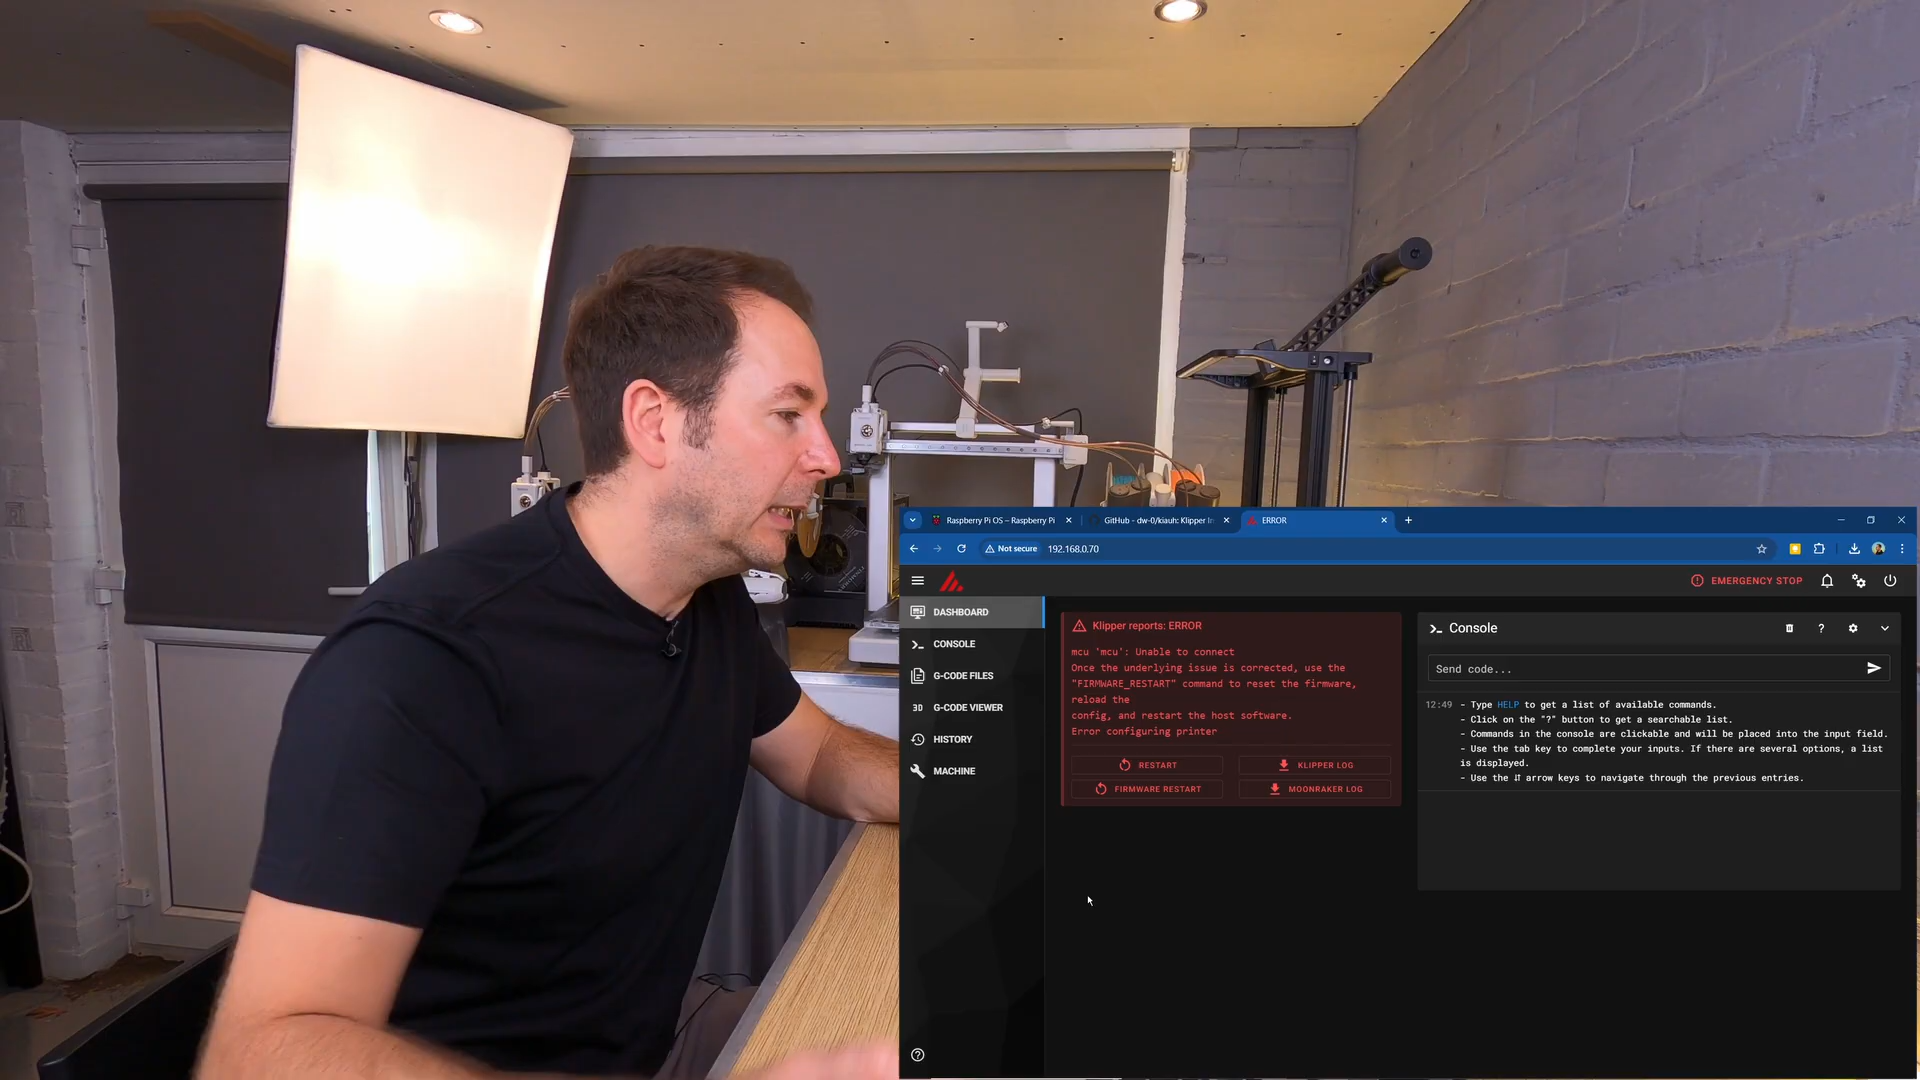 Raspberry Pi OS – Raspberry Pi
GitHub - dw-0/kiauh: Klipper In
ERROR
Not secure
192.168.0.70
EMERGENCY STOP
DASHBOARD
CONSOLE
G-CODE FILES
3D G-CODE VIEWER
HISTORY
MACHINE
Klipper reports: ERROR
mcu 'mcu': Unable to connect
Once the underlying issue is corrected, use the
"FIRMWARE_RESTART" command to reset the firmware,
reload the
config, and restart the host software.
Error configuring printer
RESTART
KLIPPER LOG
FIRMWARE RESTART
MOONRAKER LOG
Console
Send code...
12:49 - Type HELP to get a list of available commands.
- Click on the "?" button to get a searchable list.
- Commands in the console are clickable and will be placed into the input field.
- Use the tab key to complete your inputs. If there are several options, a list
is displayed.
- Use the ⇵ arrow keys to navigate through the previous entries.